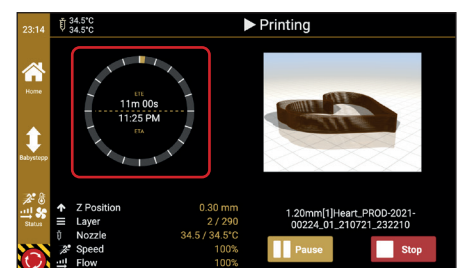 23:14
34.5°C
34.5°C
Printing
Home
Babystepp
Status
ETE
11m 00s
11:25 PM
ETA
Z Position 0.30 mm
Layer 2 / 290
Nozzle 34.5 / 34.5°C
Speed 100%
Flow 100%
1.20mm[1]Heart_PROD-2021-
00224_01_210721_232210
Pause
Stop